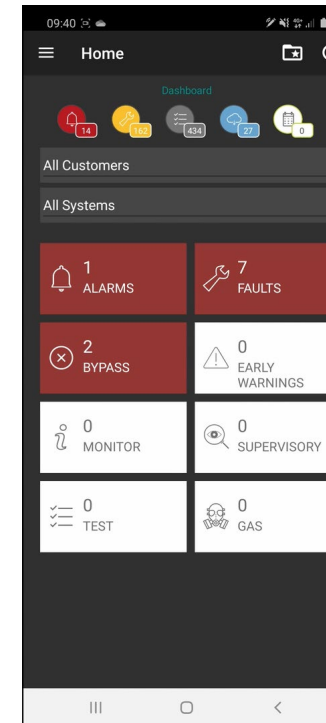 09:40
Home
Dashboard
14
162
434
27
0
All Customers
All Systems
1
ALARMS
7
FAULTS
2
BYPASS
0
EARLY
WARNINGS
0
MONITOR
0
SUPERVISORY
0
TEST
0
GAS